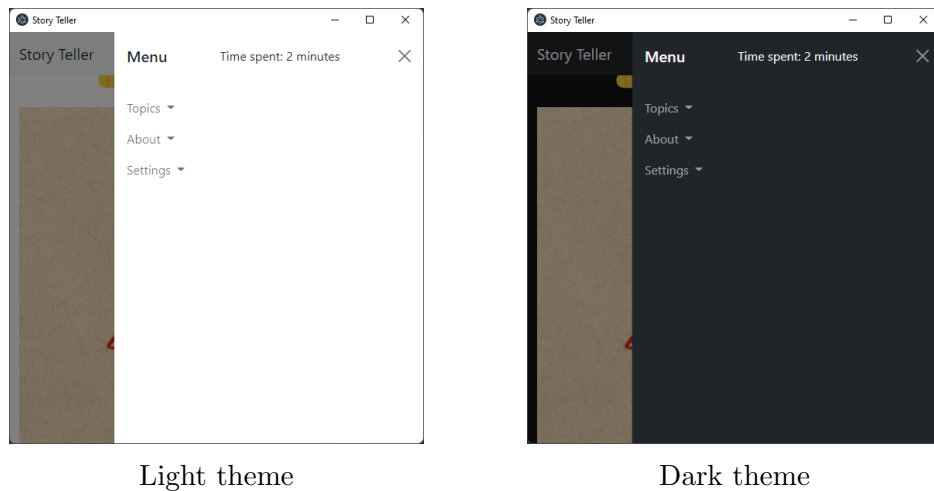 Story Teller
Story Teller
Menu
Time spent: 2 minutes
Topics
About
Settings
Light theme
Story Teller
Story Teller
Menu
Time spent: 2 minutes
Topics
About
Settings
Dark theme